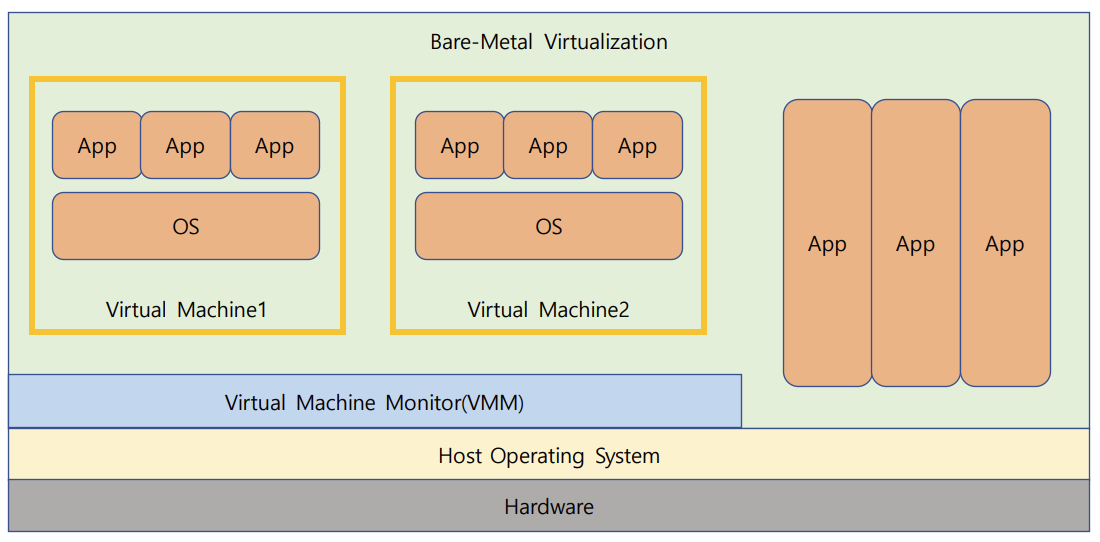 Bare-Metal Virtualization
App App App
OS
Virtual Machine1
App App App
OS
Virtual Machine2
App App App
Virtual Machine Monitor(VMM)
Host Operating System
Hardware